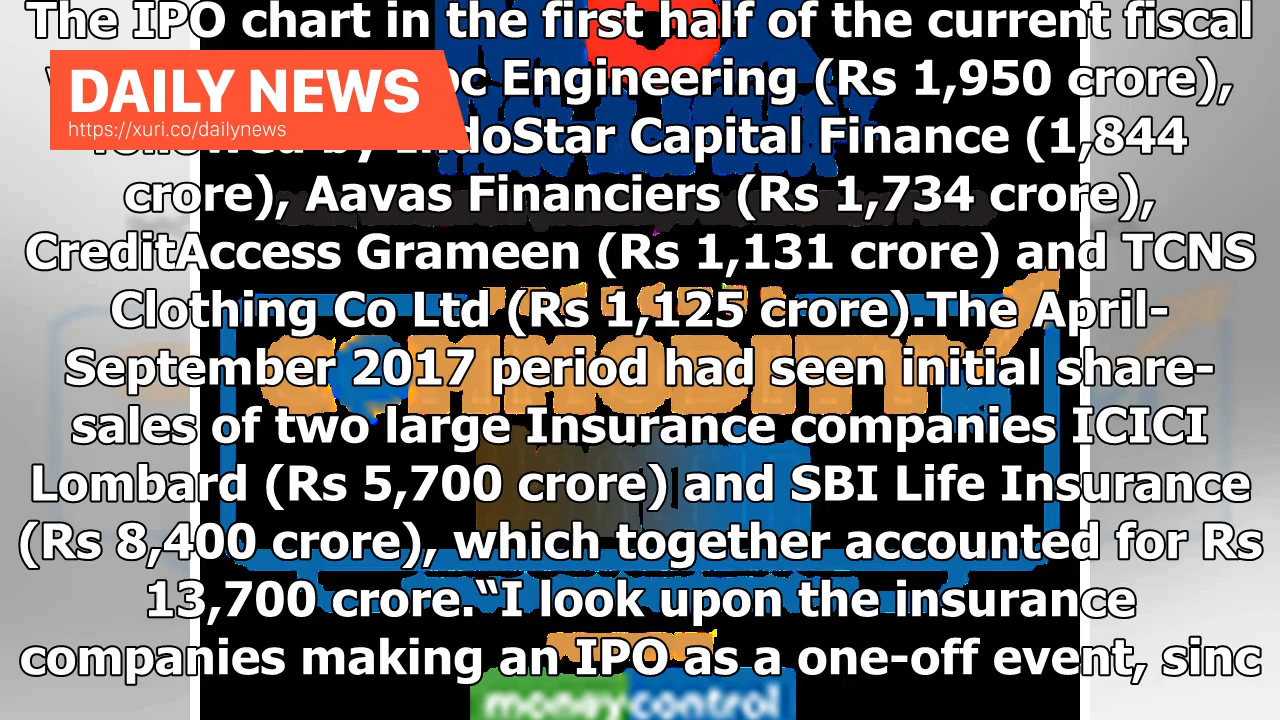 The IPO chart in the first half of the current fiscal
DAILY NEWS
https://xuri.co/dailynews
Engineering (Rs 1,950 crore),
IndoStar Capital Finance (1,844
crore), Aavas Financiers (Rs 1,734 crore),
CreditAccess Grameen (Rs 1,131 crore) and TCNS
Clothing Co Ltd (Rs 1,125 crore).The April-
September 2017 period had seen initial share-
sales of two large Insurance companies ICICI
Lombard (Rs 5,700 crore) and SBI Life Insurance
(Rs 8,400 crore), which together accounted for Rs
13,700 crore.“I look upon the insurance
companies making an IPO as a one-off event, sinc
COMMODITY
moneycontrol